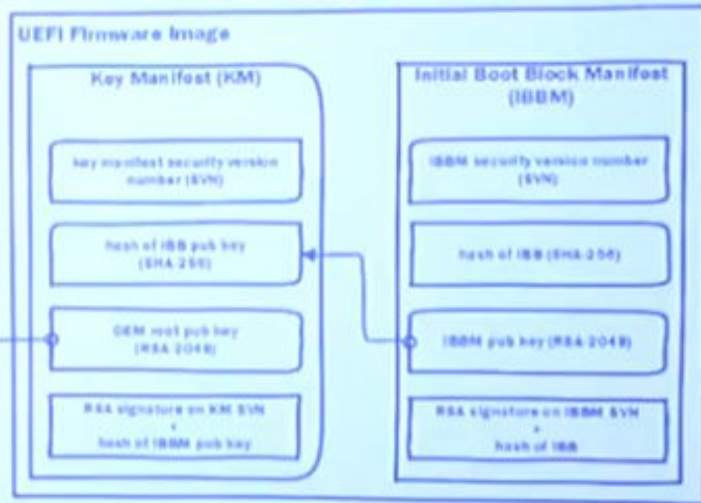 UEFI Firmware Image
Key Manifest (KM)
key manifest security version
number (SVN)
hash of IBB pub key
(SHA-256)
OEM root pub key
(RSA-2048)
RSA signature on KM SVN
+
hash of IBBM pub key
Initial Boot Block Manifest
(IBBM)
IBBM security version number
(SVN)
hash of IBB (SHA-256)
IBBM pub key (RSA-2048)
RSA signature on IBBM SVN
+
hash of IBB